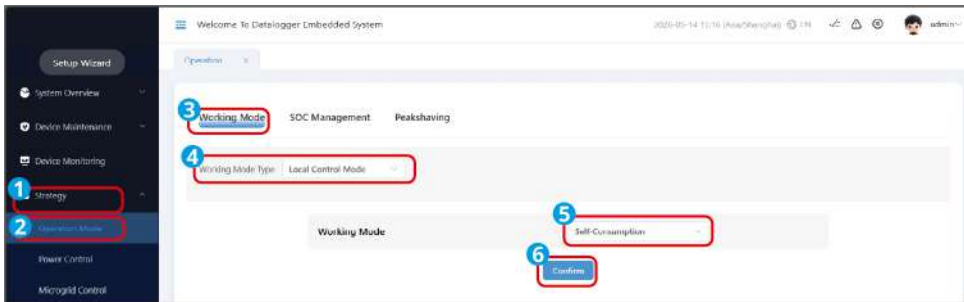 Welcome To Datalogger Embedded System
admin
Setup Wizard
Operation ×
System Overview
3
Working Mode SOC Management Peakshaving
Device Maintenance
4
Working Mode Type Local Control Mode
Device Monitoring
1
Strategy
2
Operation Mode
5
Working Mode Self-Consumption
Power Control
6
Confirm
Microgrid Control